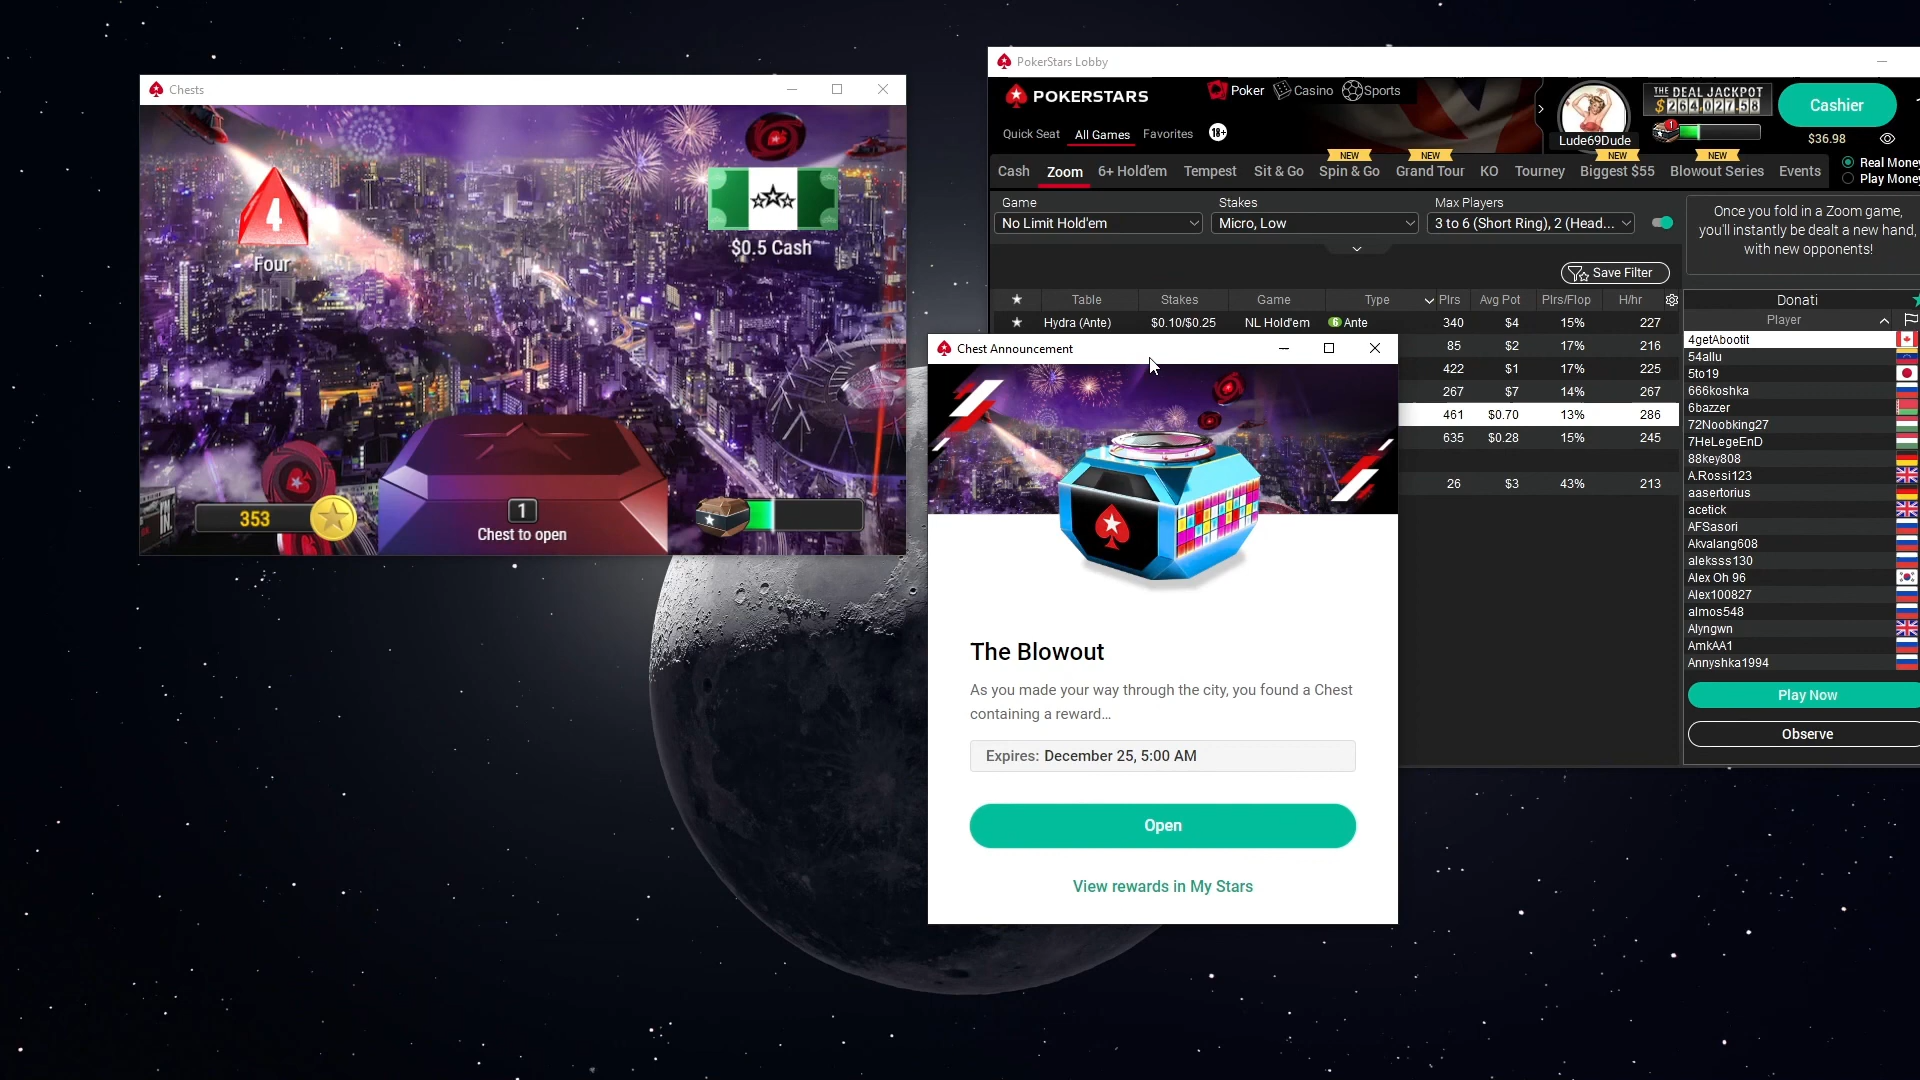 Chests
4
Four
$0.5 Cash
353
1
Chest to open
PokerStars Lobby
POKERSTARS
Poker
Casino
Sports
Quick Seat
All Games
Favorites
18+
Lude69Dude
THE DEAL JACKPOT
$264,027.58
1
Cashier
$36.98
NEW
NEW
NEW
NEW
Cash
Zoom
6+ Hold'em
Tempest
Sit & Go
Spin & Go
Grand Tour
KO
Tourney
Biggest $55
Blowout Series
Events
Real Money
Play Money
Game
Stakes
Max Players
No Limit Hold'em
Micro, Low
3 to 6 (Short Ring), 2 (Head...
Save Filter
Once you fold in a Zoom game,
you'll instantly be dealt a new hand,
with new opponents!
Table Stakes Game Type Plrs Avg Pot Plrs/Flop H/hr
Hydra (Ante) $0.10/$0.25 NL Hold'em 6 Ante 340 $4 15% 227
85 $2 17% 216
422 $1 17% 225
267 $7 14% 267
461 $0.70 13% 286
635 $0.28 15% 245
26 $3 43% 213
Donati
Player
4getAbootit
54allu
5to19
666koshka
6bazzer
72Noobking27
7HeLegeEnD
88key808
A.Rossi123
aasertorius
acetick
AFSasori
Akvalang608
aleksss130
Alex Oh 96
Alex100827
almos548
Alyngwn
AmkAA1
Annyshka1994
Play Now
Observe
Chest Announcement
The Blowout
As you made your way through the city, you found a Chest
containing a reward...
Expires: December 25, 5:00 AM
Open
View rewards in My Stars